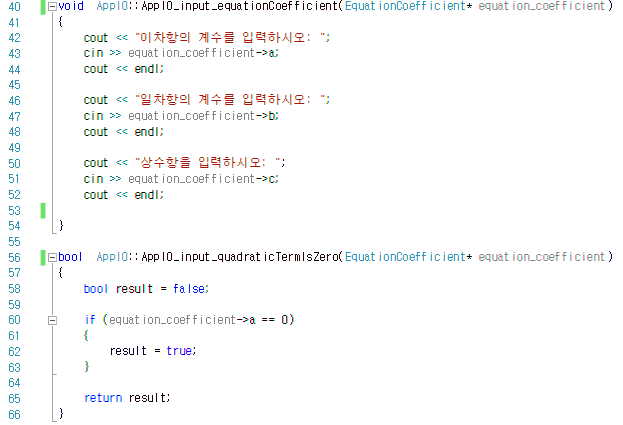 40 void AppIO::AppIO_input_equationCoefficient(EquationCoefficient* equation_coefficient)
41 {
42 cout << "이차항의 계수를 입력하시오: ";
43 cin >> equation_coefficient->a;
44 cout << endl;
45
46 cout << "일차항의 계수를 입력하시오: ";
47 cin >> equation_coefficient->b;
48 cout << endl;
49
50 cout << "상수항을 입력하시오: ";
51 cin >> equation_coefficient->c;
52 cout << endl;
53
54 }
55
56 bool AppIO::AppIO_input_quadraticTermIsZero(EquationCoefficient* equation_coefficient)
57 {
58 bool result = false;
59
60 if (equation_coefficient->a == 0)
61 {
62 result = true;
63 }
64
65 return result;
66 }